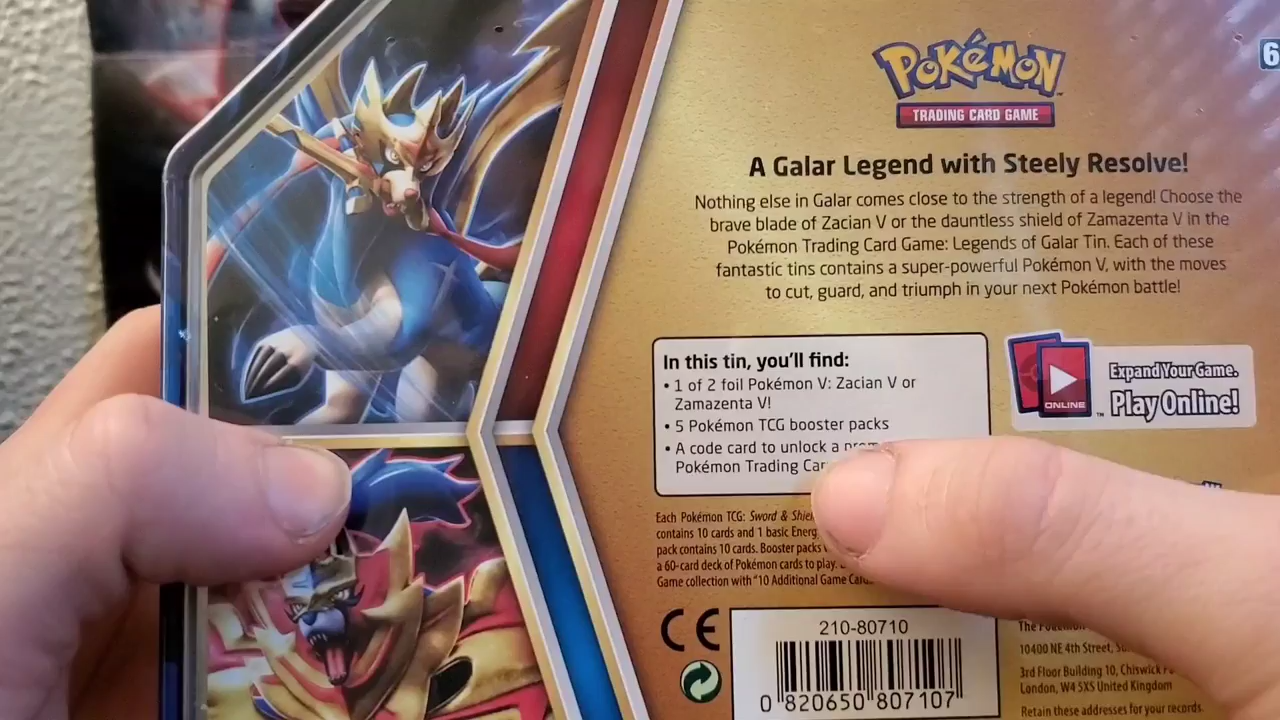 POKÉMON
TRADING CARD GAME
6
A Galar Legend with Steely Resolve!
Nothing else in Galar comes close to the strength of a legend! Choose the
brave blade of Zacian V or the dauntless shield of Zamazenta V in the
Pokémon Trading Card Game: Legends of Galar Tin. Each of these
fantastic tins contains a super-powerful Pokémon V, with the moves
to cut, guard, and triumph in your next Pokémon battle!
In this tin, you'll find:
• 1 of 2 foil Pokémon V: Zacian V or
Zamazenta V!
• 5 Pokémon TCG booster packs
• A code card to unlock a
Pokémon Trading
ONLINE
Expand Your Game.
Play Online!
Each Pokémon TCG: Sword &
contains 10 cards and 1 basic
pack contains 10 cards. Booster packs
a 60-card deck of Pokémon cards to play.
Game collection with "10 Additional Game
CE
210-80710
0 820650 807107
The
10400 NE 4th Street,
3rd Floor Building 10, Chiswick
London, W4 5XS United Kingdom
Retain these addresses for your records.